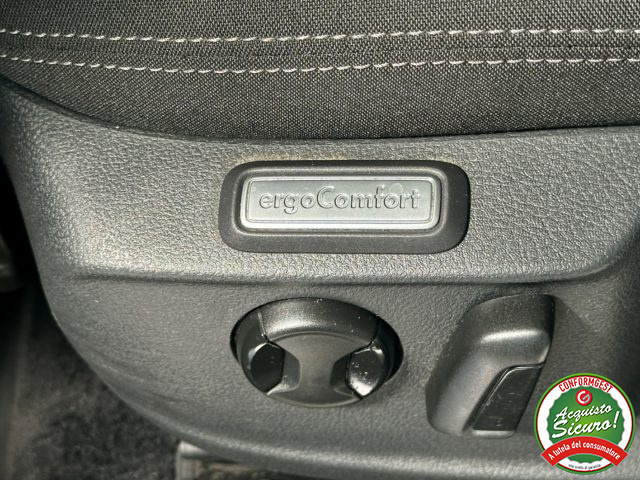 ergoComfort
CONFORMGEST
Acquisto
Sicuro!
A tutela del consumatore